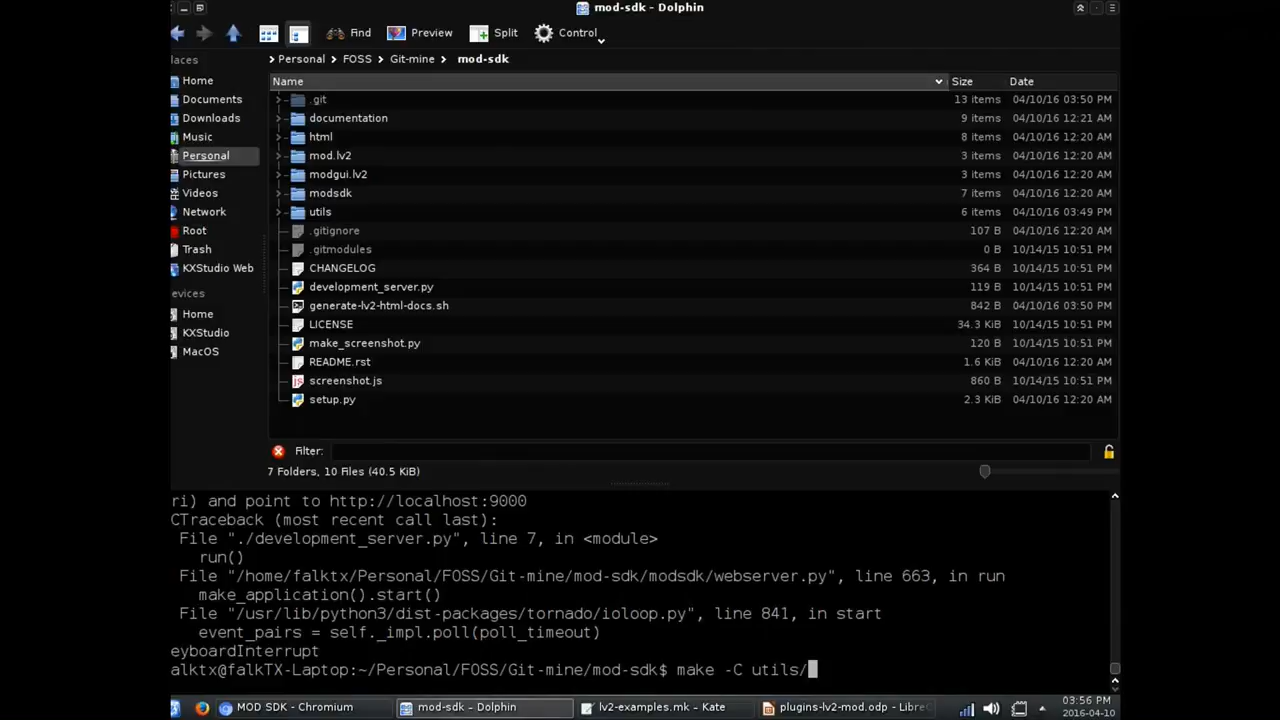 mod-sdk - Dolphin
Find Preview Split Control
Personal FOSS Git-mine mod-sdk
laces
Home
Documents
Downloads
Music
Personal
Pictures
Videos
Network
Root
Trash
KXStudio Web
evices
Home
KXStudio
MacOS
Name Size Date
.git 13 items 04/10/16 03:50 PM
documentation 9 items 04/10/16 12:21 AM
html 8 items 04/10/16 12:20 AM
mod.lv2 3 items 04/10/16 12:20 AM
modgui.lv2 3 items 04/10/16 12:20 AM
modsdk 7 items 04/10/16 12:20 AM
utils 6 items 04/10/16 03:49 PM
.gitignore 107 B 04/10/16 12:20 AM
.gitmodules 0 B 10/14/15 10:51 PM
CHANGELOG 364 B 10/14/15 10:51 PM
development_server.py 119 B 10/14/15 10:51 PM
generate-lv2-html-docs.sh 842 B 04/10/16 03:50 PM
LICENSE 34.3 KiB 10/14/15 10:51 PM
make_screenshot.py 120 B 10/14/15 10:51 PM
README.rst 1.6 KiB 04/10/16 12:20 AM
screenshot.js 860 B 10/14/15 10:51 PM
setup.py 2.3 KiB 04/10/16 12:20 AM
Filter:
7 Folders, 10 Files (40.5 KiB)
ri) and point to http://localhost:9000
CTraceback (most recent call last):
File "./development_server.py", line 7, in <module>
run()
File "/home/falktx/Personal/FOSS/Git-mine/mod-sdk/modsdk/webserver.py", line 663, in run
make_application().start()
File "/usr/lib/python3/dist-packages/tornado/ioloop.py", line 841, in start
event_pairs = self._impl.poll(poll_timeout)
eyboardInterrupt
alktx@falkTX-Laptop:~/Personal/FOSS/Git-mine/mod-sdk$ make -C utils/
MOD SDK - Chromium mod-sdk - Dolphin lv2-examples.mk - Kate plugins-lv2-mod.odp - LibreO 03:56 PM
2016-04-10